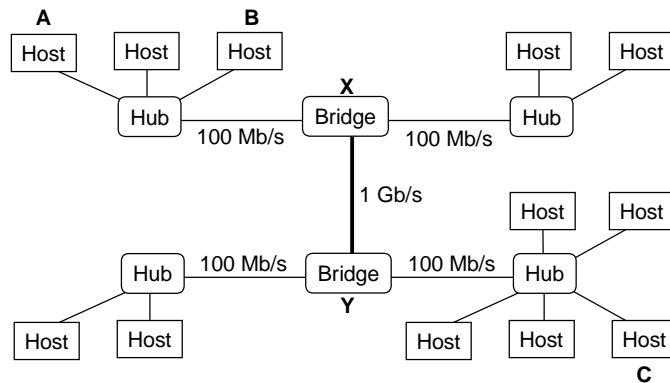 A B
Host Host Host Host Host
X
Hub Bridge Hub
100 Mb/s 100 Mb/s
1 Gb/s
Host Host
Hub 100 Mb/s Bridge 100 Mb/s Hub
Y
Host Host Host Host Host
C